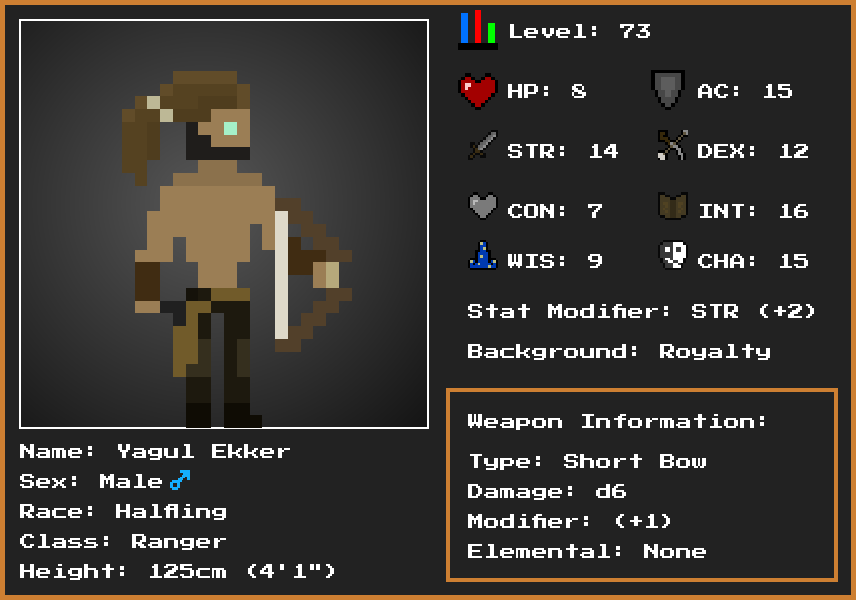 Level: 73
HP: 8 AC: 15
STR: 14 DEX: 12
CON: 7 INT: 16
WIS: 9 CHA: 15
Stat Modifier: STR (+2)
Background: Royalty
Weapon Information:
Type: Short Bow
Damage: d6
Modifier: (+1)
Elemental: None
Name: Yagul Ekker
Sex: Male♂
Race: Halfling
Class: Ranger
Height: 125cm (4'1")